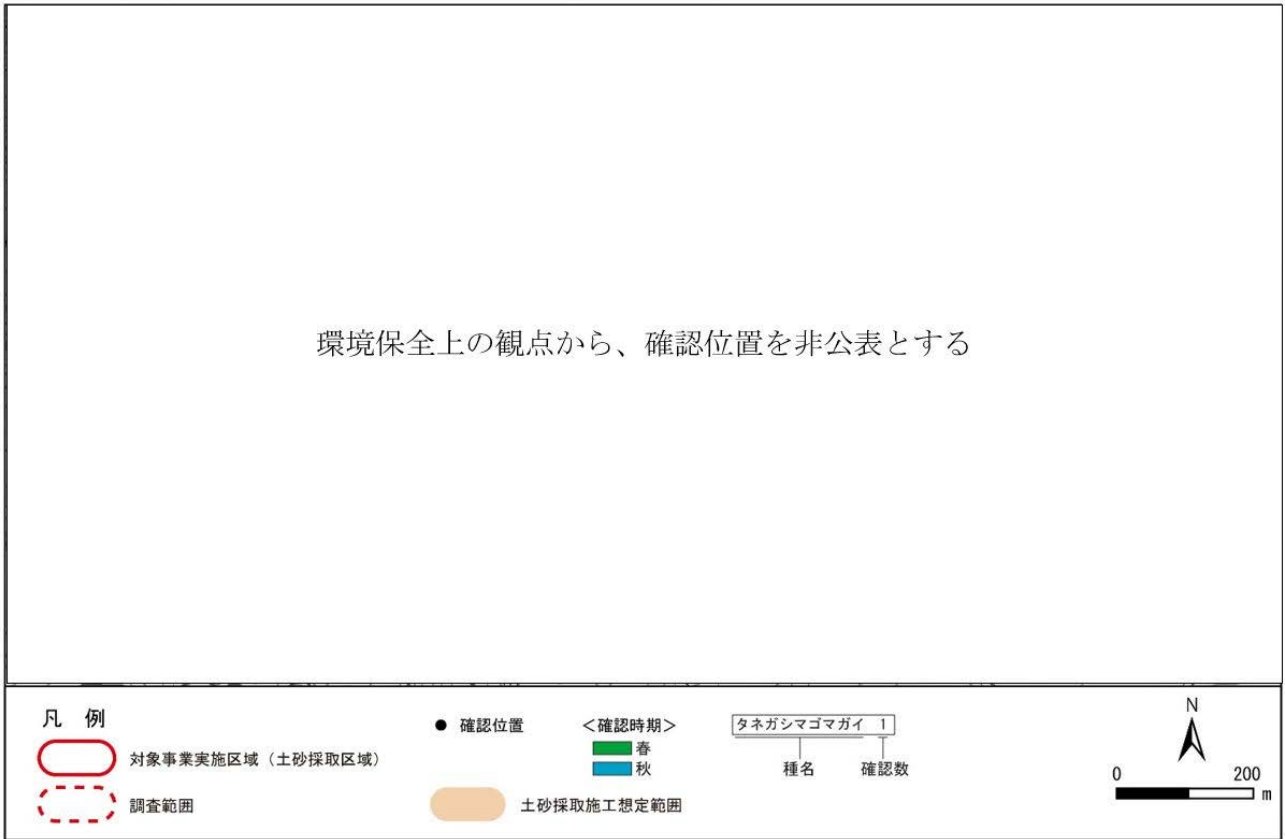 環境保全上の観点から、確認位置を非公表とする
凡 例
対象事業実施区域（土砂採取区域）
調査範囲
● 確認位置
＜確認時期＞
春
秋
土砂採取施工想定範囲
タネガシマゴマガイ 1
種名 確認数
N
0 200
m